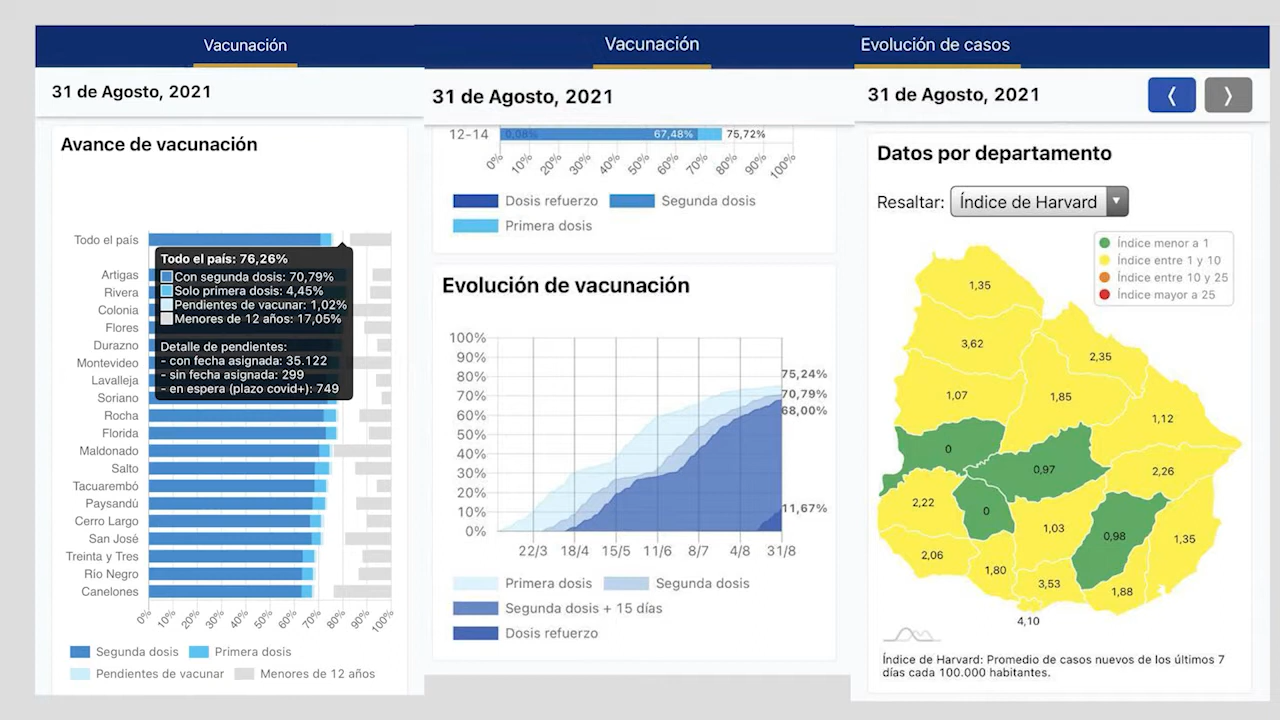 Vacunación
31 de Agosto, 2021
Avance de vacunación
Todo el país
Todo el país: 76,26%
Con segunda dosis: 70,79%
Solo primera dosis: 4,45%
Pendientes de vacunar: 1,02%
Menores de 12 años: 17,05%
Detalle de pendientes:
- con fecha asignada: 35.122
- sin fecha asignada: 299
- en espera (plazo covid+): 749
Artigas
Rivera
Colonia
Flores
Durazno
Montevideo
Lavalleja
Soriano
Rocha
Florida
Maldonado
Salto
Tacuarembó
Paysandú
Cerro Largo
San José
Treinta y Tres
Río Negro
Canelones
0% 10% 20% 30% 40% 50% 60% 70% 80% 90% 100%
Segunda dosis Primera dosis
Pendientes de vacunar Menores de 12 años
Vacunación
31 de Agosto, 2021
12-14 0,08% 67,48% 75,72%
0% 10% 20% 30% 40% 50% 60% 70% 80% 90% 100%
Dosis refuerzo Segunda dosis
Primera dosis
Evolución de vacunación
100%
90%
80%
70%
60%
50%
40%
30%
20%
10%
0%
75,24%
70,79%
68,00%
11,67%
22/3 18/4 15/5 11/6 8/7 4/8 31/8
Primera dosis Segunda dosis
Segunda dosis + 15 días
Dosis refuerzo
Evolución de casos
31 de Agosto, 2021
Datos por departamento
Resaltar: Índice de Harvard
Índice menor a 1
Índice entre 1 y 10
Índice entre 10 y 25
Índice mayor a 25
1,35
3,62
2,35
1,07
1,85
1,12
0
0,97
2,26
2,22
0
1,03
0,98
1,35
2,06
1,80
3,53
1,88
4,10
Índice de Harvard: Promedio de casos nuevos de los últimos 7
días cada 100.000 habitantes.